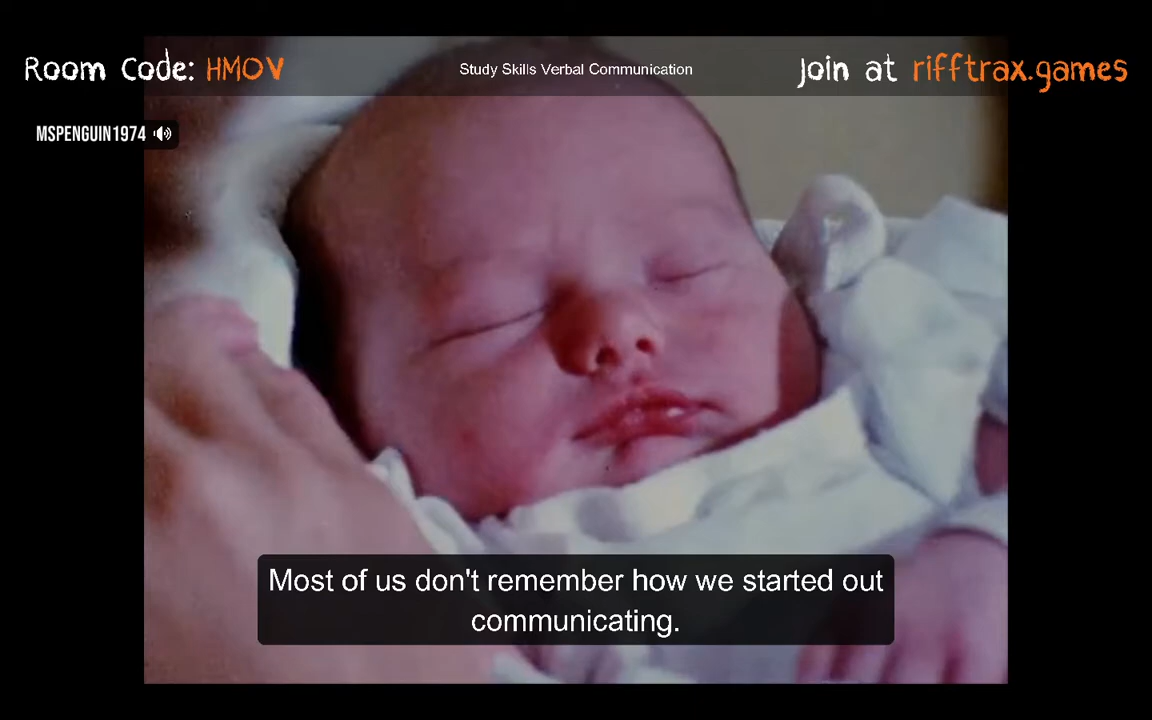 Room Code: HMOV
Study Skills Verbal Communication
Join at rifftrax.games
MSPENGUIN1974
Most of us don't remember how we started out
communicating.